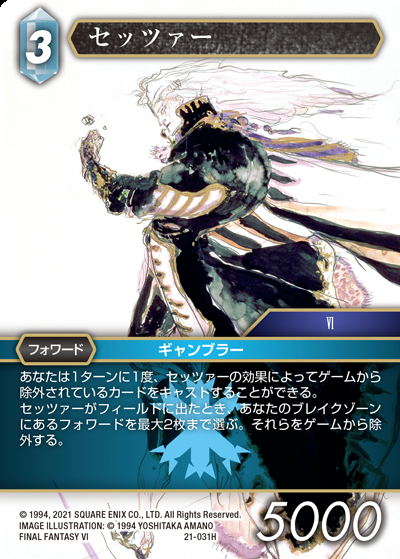 3
セッツァー
VI
フォワード
ギャンブラー
あなたは1ターンに1度、セッツァーの効果によってゲームから
除外されているカードをキャストすることができる。
セッツァーがフィールドに出たとき、あなたのブレイクゾーン
にあるフォワードを最大2枚まで選ぶ。それらをゲームから除
外する。
© 1994, 2021 SQUARE ENIX CO., LTD. All Rights Reserved.
IMAGE ILLUSTRATION: © 1994 YOSHITAKA AMANO
FINAL FANTASY VI 21-031H
5000